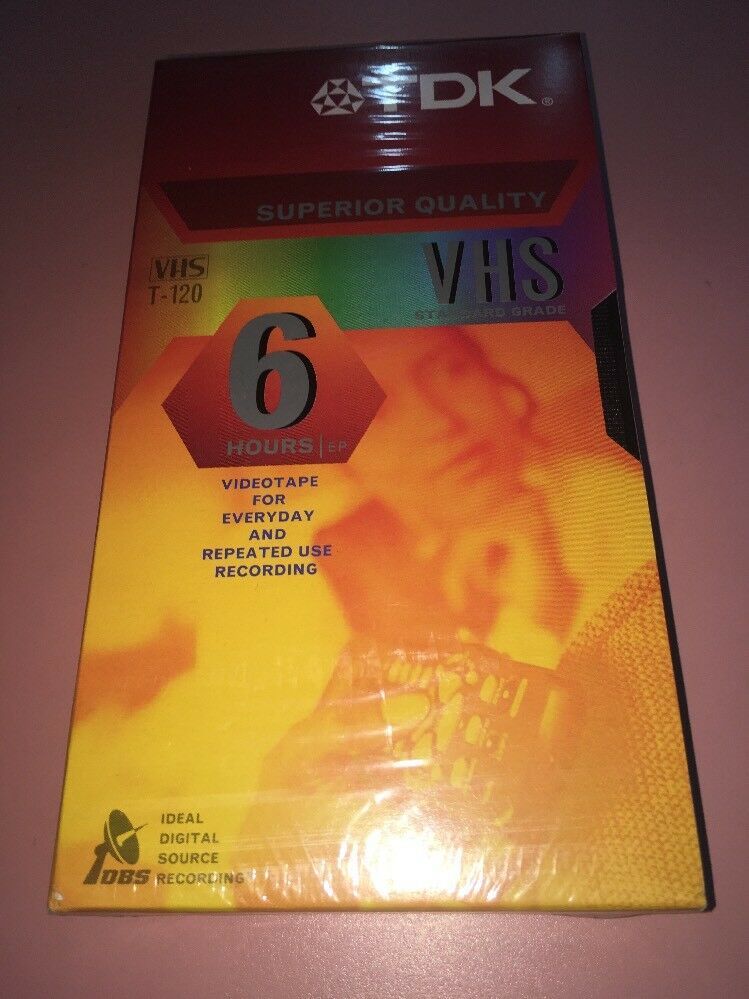 TDK®
SUPERIOR QUALITY
VHS
T-120
VHS
STANDARD GRADE
6
HOURS | EP
VIDEOTAPE
FOR
EVERYDAY
AND
REPEATED USE
RECORDING
DBS
IDEAL
DIGITAL
SOURCE
RECORDING